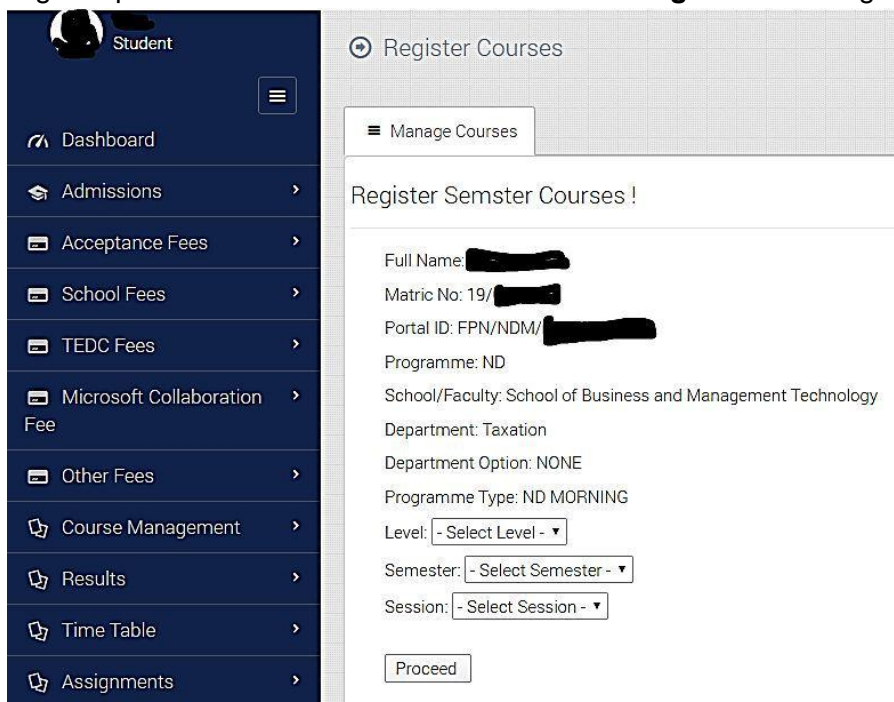 Student
Dashboard
Admissions
Acceptance Fees
School Fees
TEDC Fees
Microsoft Collaboration
Fee
Other Fees
Course Management
Results
Time Table
Assignments
Register Courses
Manage Courses
Register Semster Courses !
Full Name:
Matric No: 19/
Portal ID: FPN/NDM/
Programme: ND
School/Faculty: School of Business and Management Technology
Department: Taxation
Department Option: NONE
Programme Type: ND MORNING
Level: - Select Level -
Semester: - Select Semester -
Session: - Select Session -
Proceed